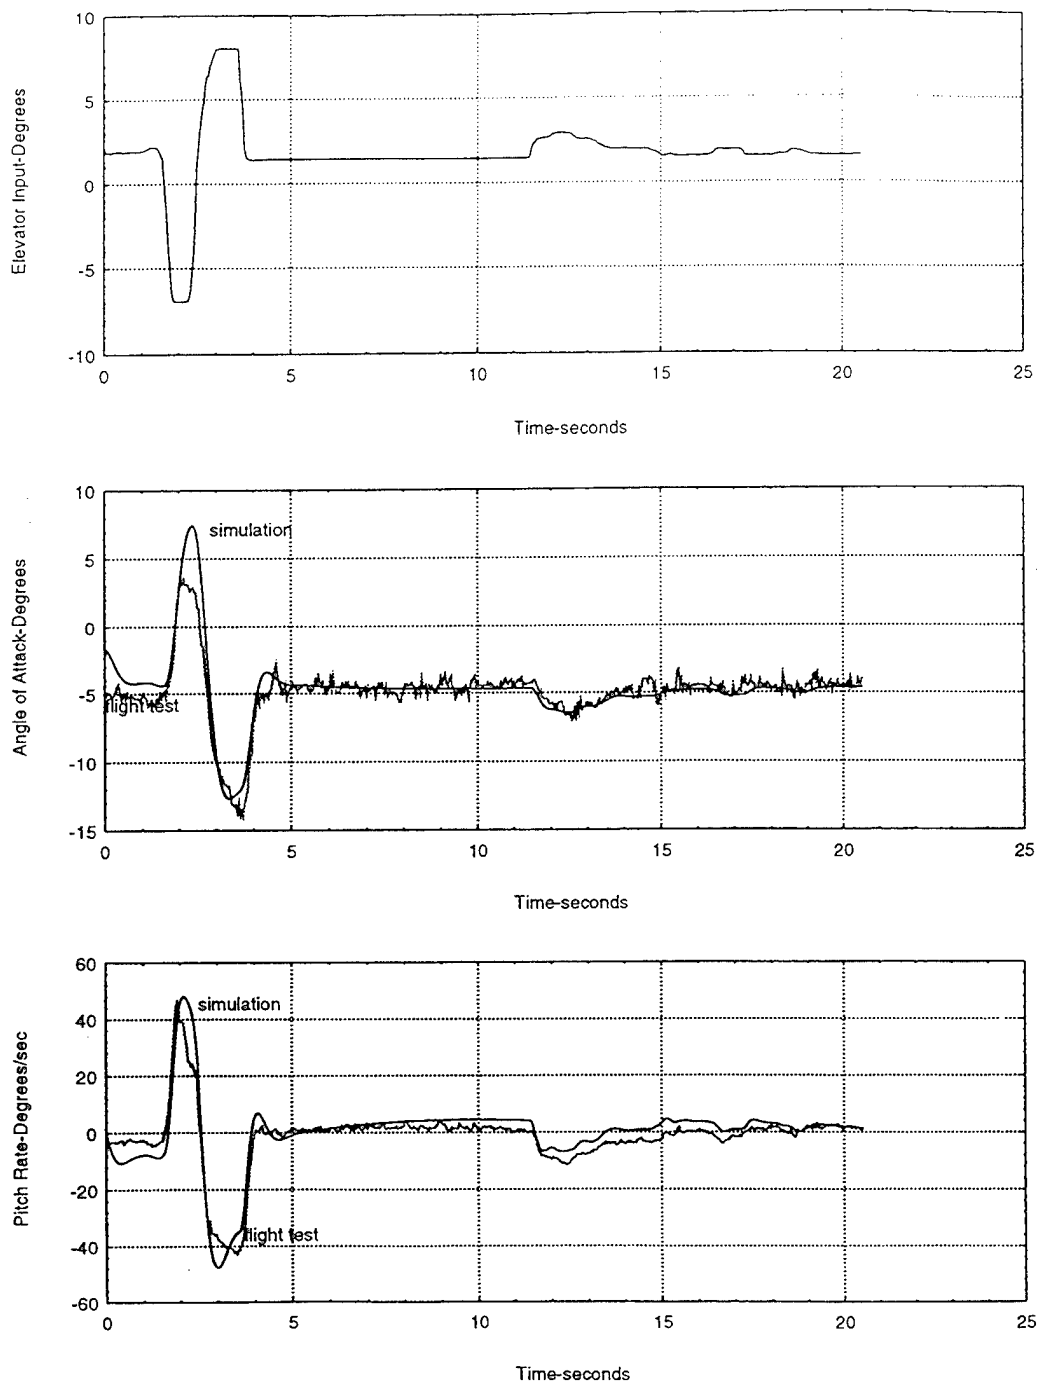 10
5
0
-5
-10
Elevator Input-Degrees
0 5 10 15 20 25
Time-seconds
10
5
0
-5
-10
-15
Angle of Attack-Degrees
simulation
flight test
0 5 10 15 20 25
Time-seconds
60
40
20
0
-20
-40
-60
Pitch Rate-Degrees/sec
simulation
flight test
0 5 10 15 20 25
Time-seconds